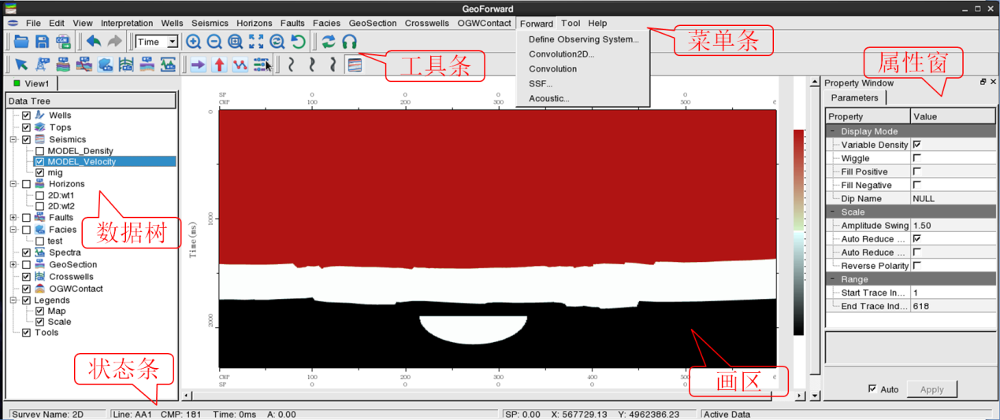 GeoForward
File Edit View Interpretation Wells Seismics Horizons Faults Facies GeoSection Crosswells OGWContact Forward Tool Help
Time
Define Observing System...
Convolution2D...
Convolution
SSF...
Acoustic...
菜单条
工具条
属性窗
View1
Data Tree
Wells
Tops
Seismics
MODEL_Density
MODEL_Velocity
mig
Horizons
2D:wt1
2D:wt2
Faults
Facies
test
Spectra
GeoSection
Crosswells
OGWContact
Legends
Map
Scale
Tools
数据树
状态条
SP 0 0 0 0
CMP 100 200 300 500 6
0
1000
2000
Time(ms)
CMP 100 200 300 400 500
SP 0 0 0 0 0
画区
Property Window
Parameters
Property Value
Display Mode
Variable Density
Wiggle
Fill Positive
Fill Negative
Dip Name NULL
Scale
Amplitude Swing 1.50
Auto Reduce ...
Auto Reduce ...
Reverse Polarity
Range
Start Trace In... 1
End Trace Ind... 618
Auto Apply
Survey Name: 2D Line: AA1 CMP: 181 Time: 0ms A: 0.00 SP: 0.00 X: 567729.13 Y: 4962386.23 Active Data